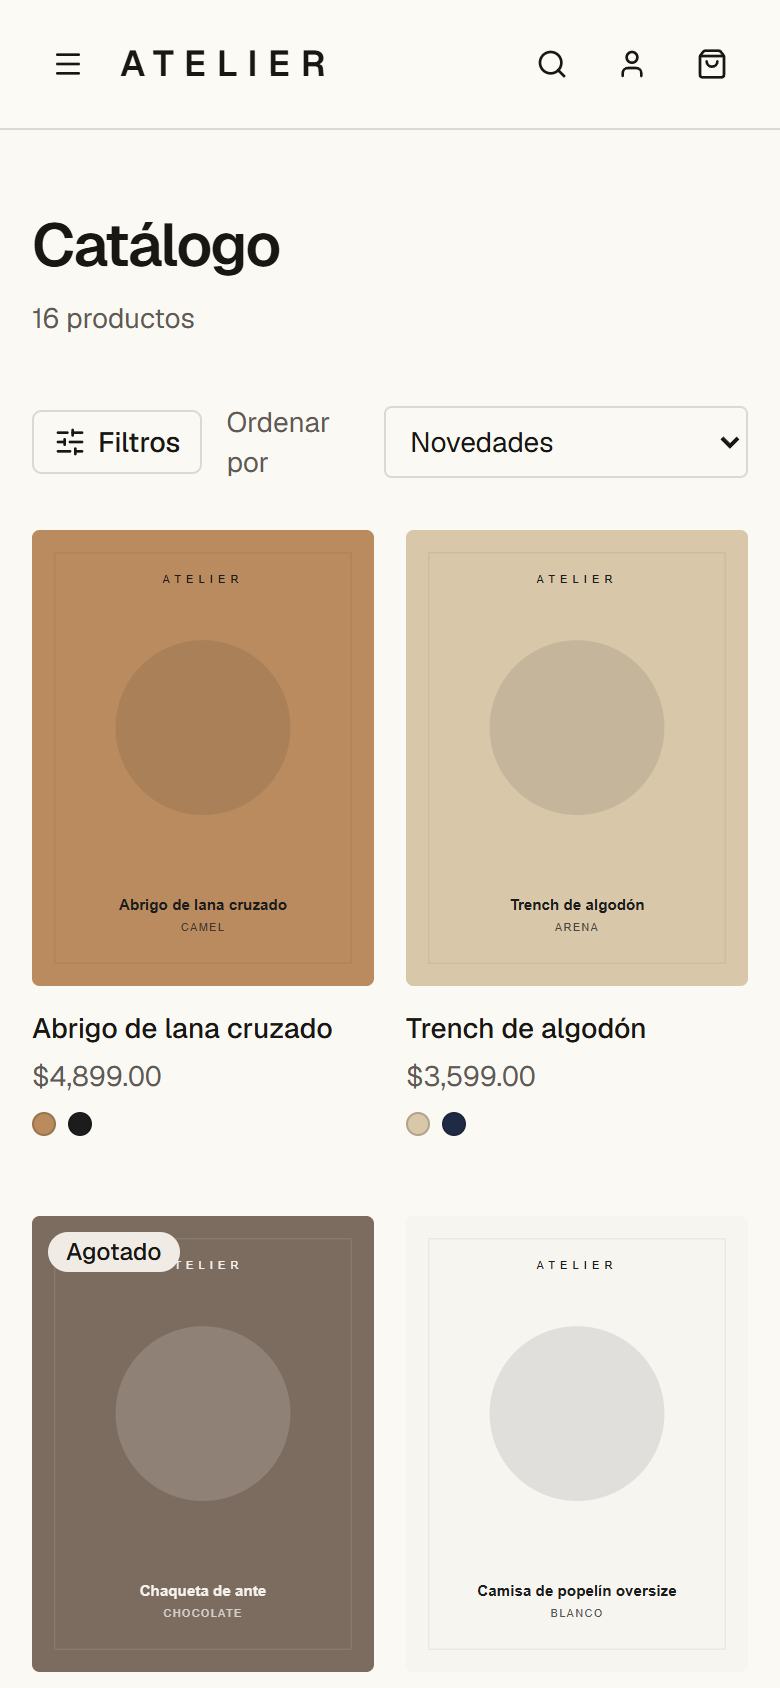 ATELIER
Catálogo
16 productos
Filtros
Ordenar
por
Novedades
ATELIER
Abrigo de lana cruzado
CAMEL
Abrigo de lana cruzado
$4,899.00
ATELIER
Trench de algodón
ARENA
Trench de algodón
$3,599.00
Agotado
TELIER
Chaqueta de ante
CHOCOLATE
ATELIER
Camisa de popelín oversize
BLANCO